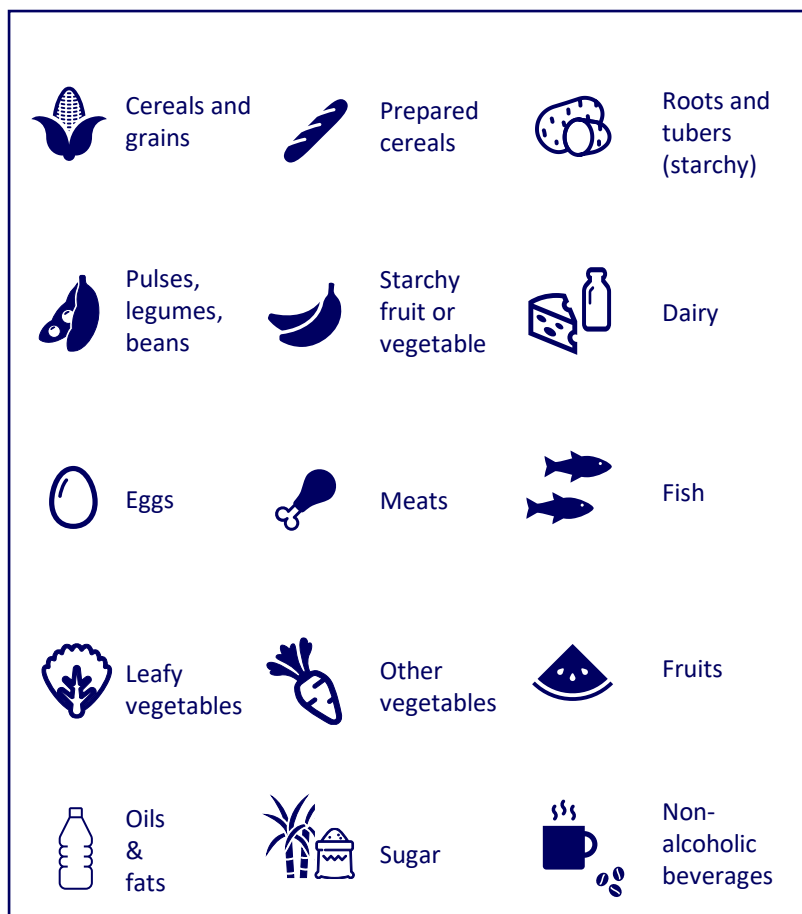 Cereals and
grains
Prepared
cereals
Roots and
tubers
(starchy)
Pulses,
legumes,
beans
Starchy
fruit or
vegetable
Dairy
Eggs
Meats
Fish
Leafy
vegetables
Other
vegetables
Fruits
Oils
&
fats
Sugar
Non-
alcoholic
beverages